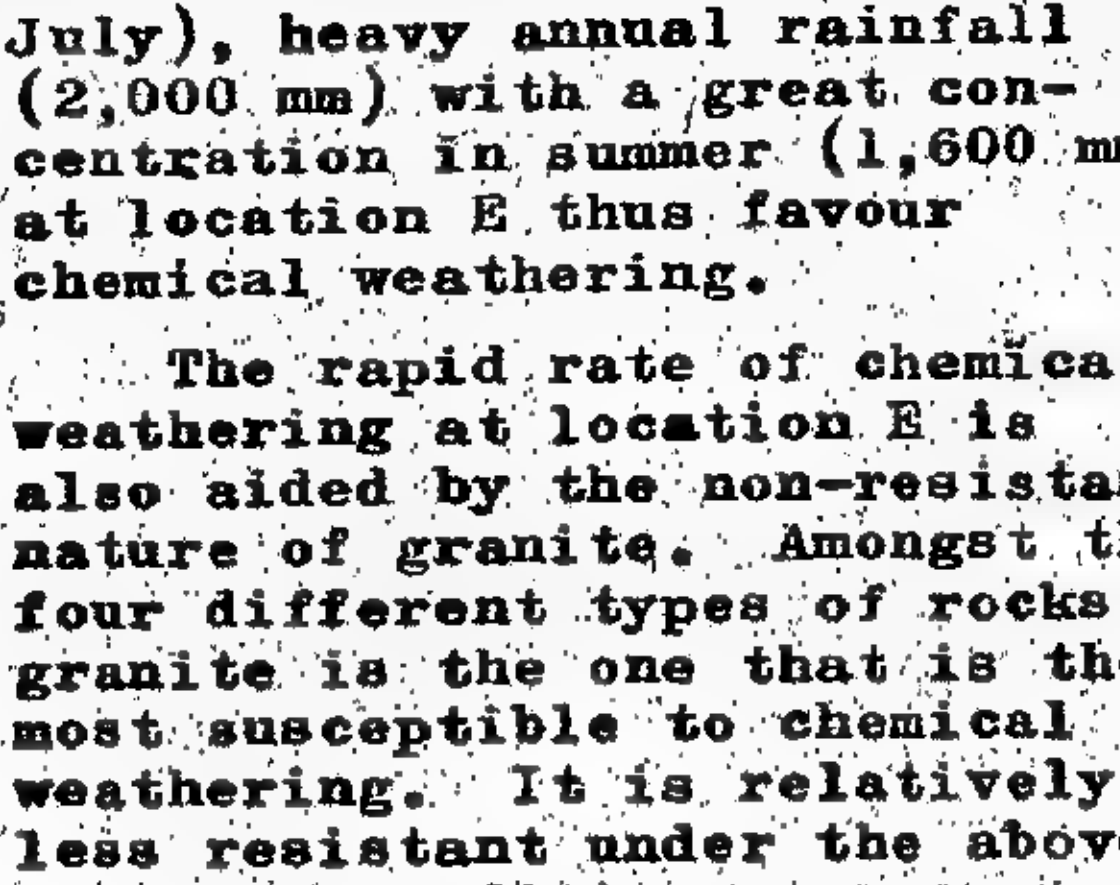 July), heavy annual rainfall
(2,000 mm) with a great con-
centration in summer (1,600 m
at location E thus favour
chemical weathering.
The rapid rate of chemica
weathering at location E is
also aided by the non-resista
nature of granite. Amongst t
four different types of rocks
granite is the one that is th
most susceptible to chemical
weathering. It is relatively
less resistant under the abov